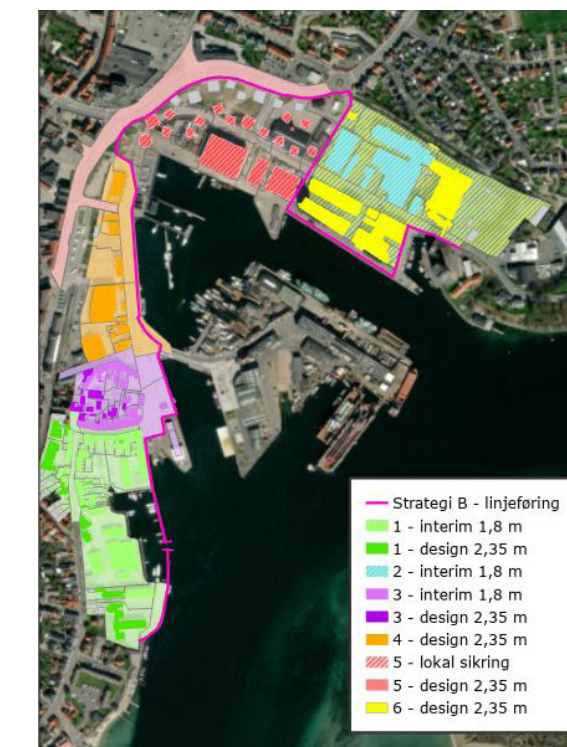 Strategi B - linjeføring
1 - interim 1,8 m
1 - design 2,35 m
2 - interim 1,8 m
3 - interim 1,8 m
3 - design 2,35 m
4 - design 2,35 m
5 - lokal sikring
5 - design 2,35 m
6 - design 2,35 m